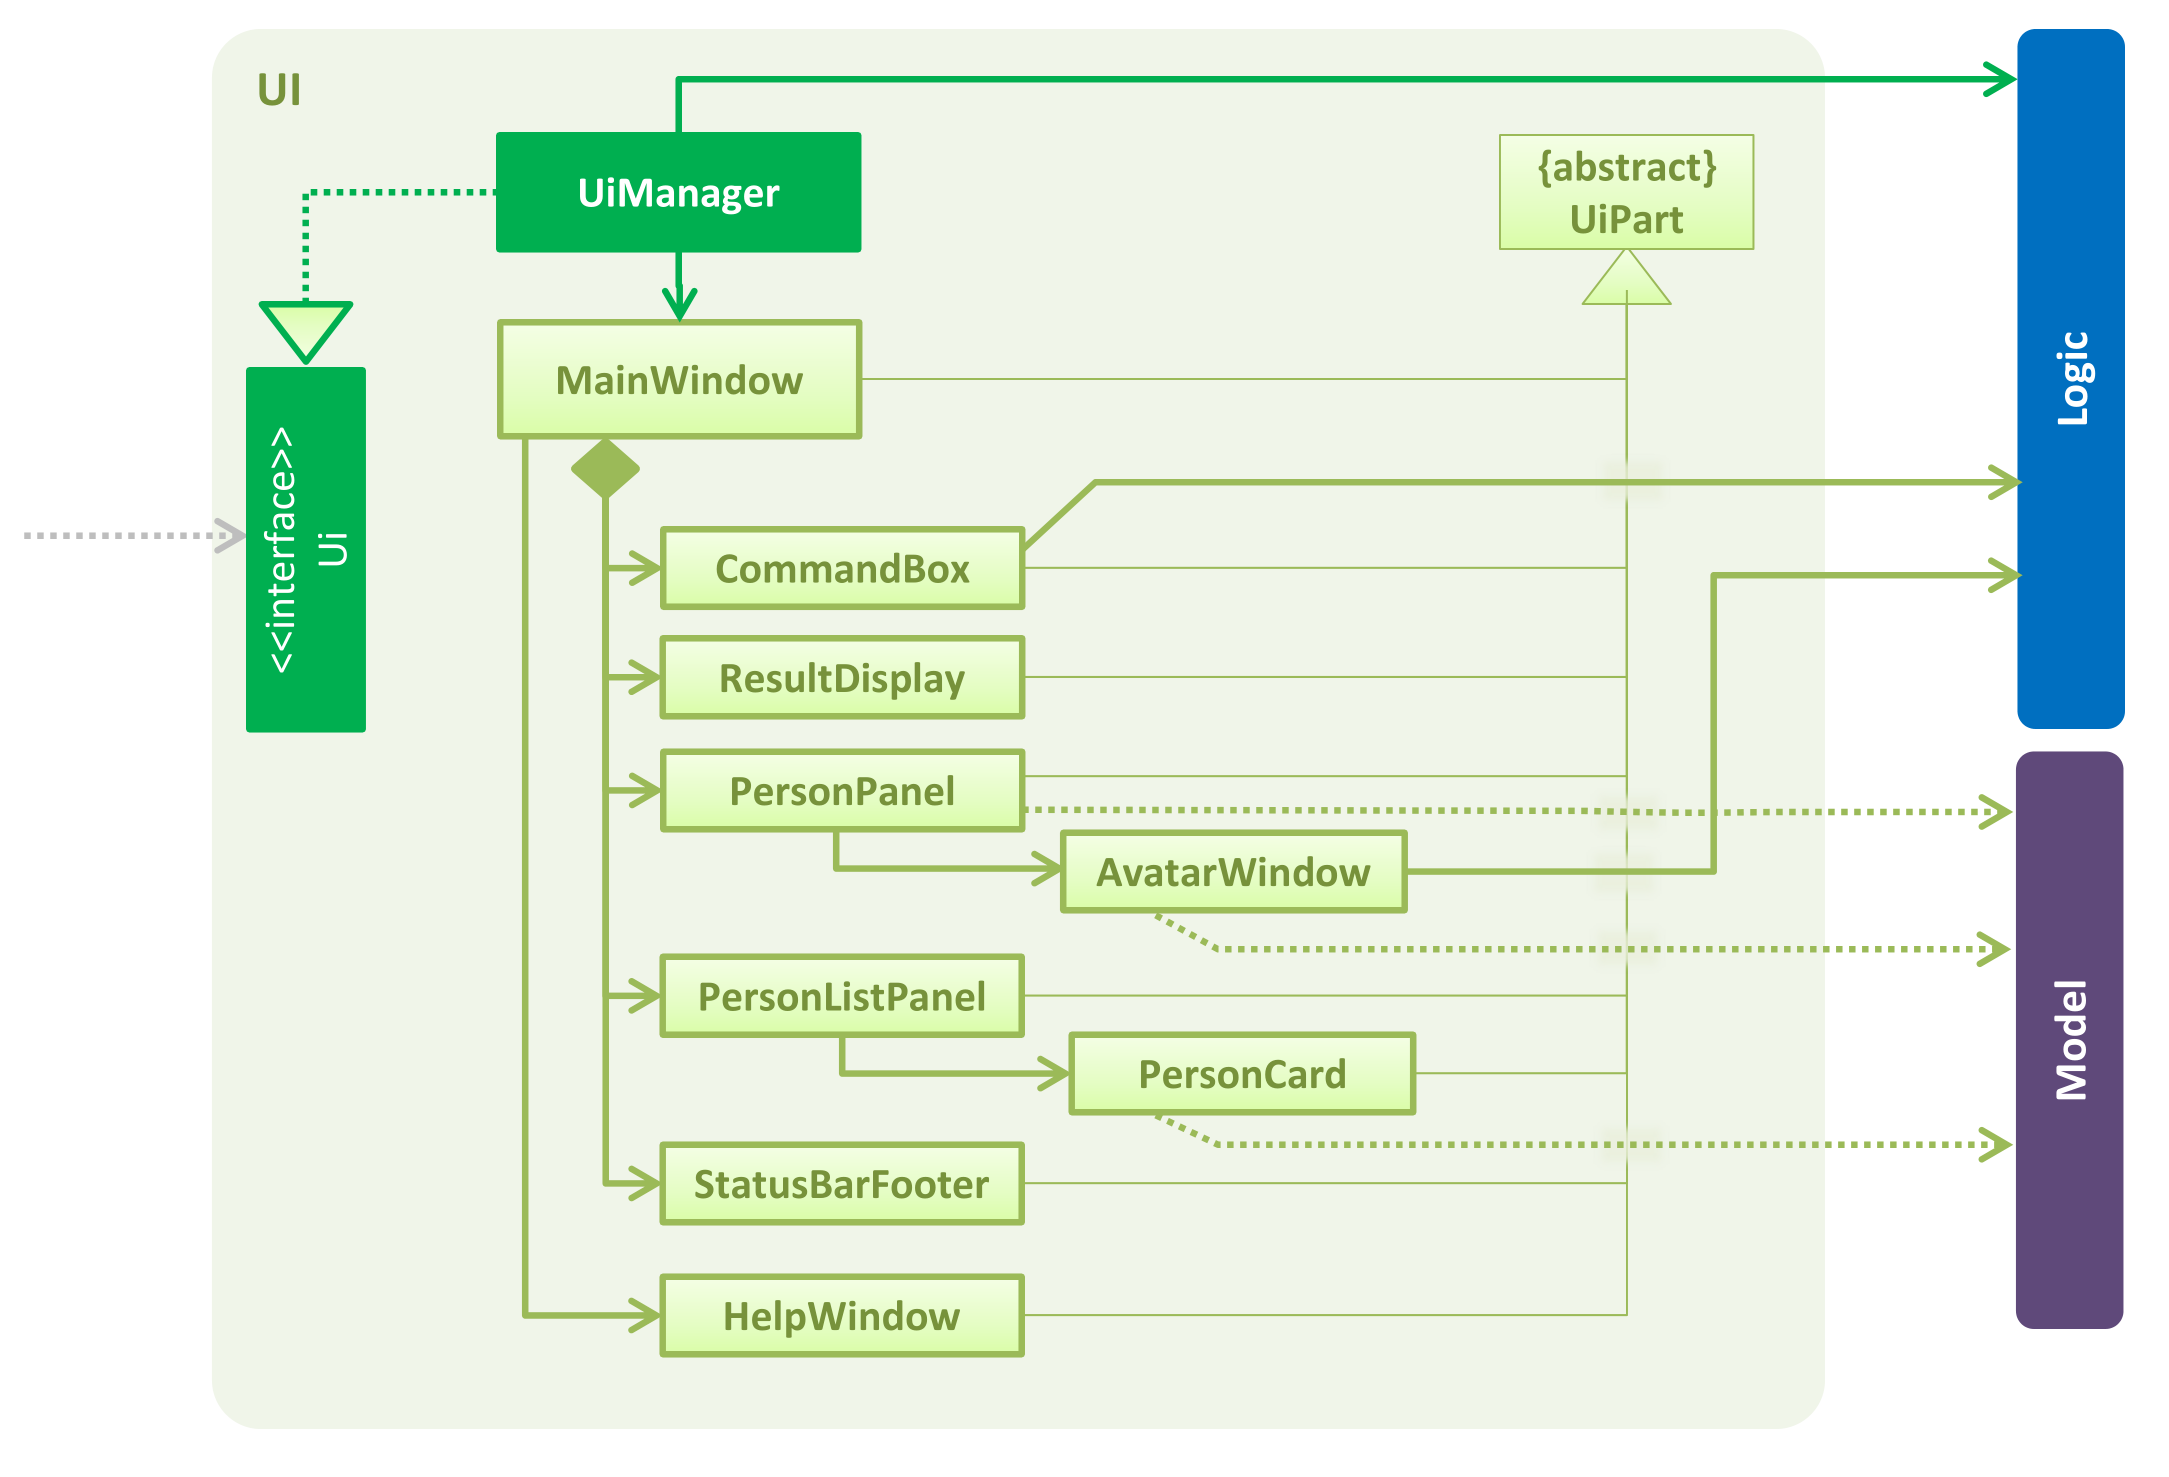 UI
UiManager
{abstract}
UiPart
<<interface>>
Ui
MainWindow
CommandBox
ResultDisplay
PersonPanel
AvatarWindow
PersonListPanel
PersonCard
StatusBarFooter
HelpWindow
Logic
Model